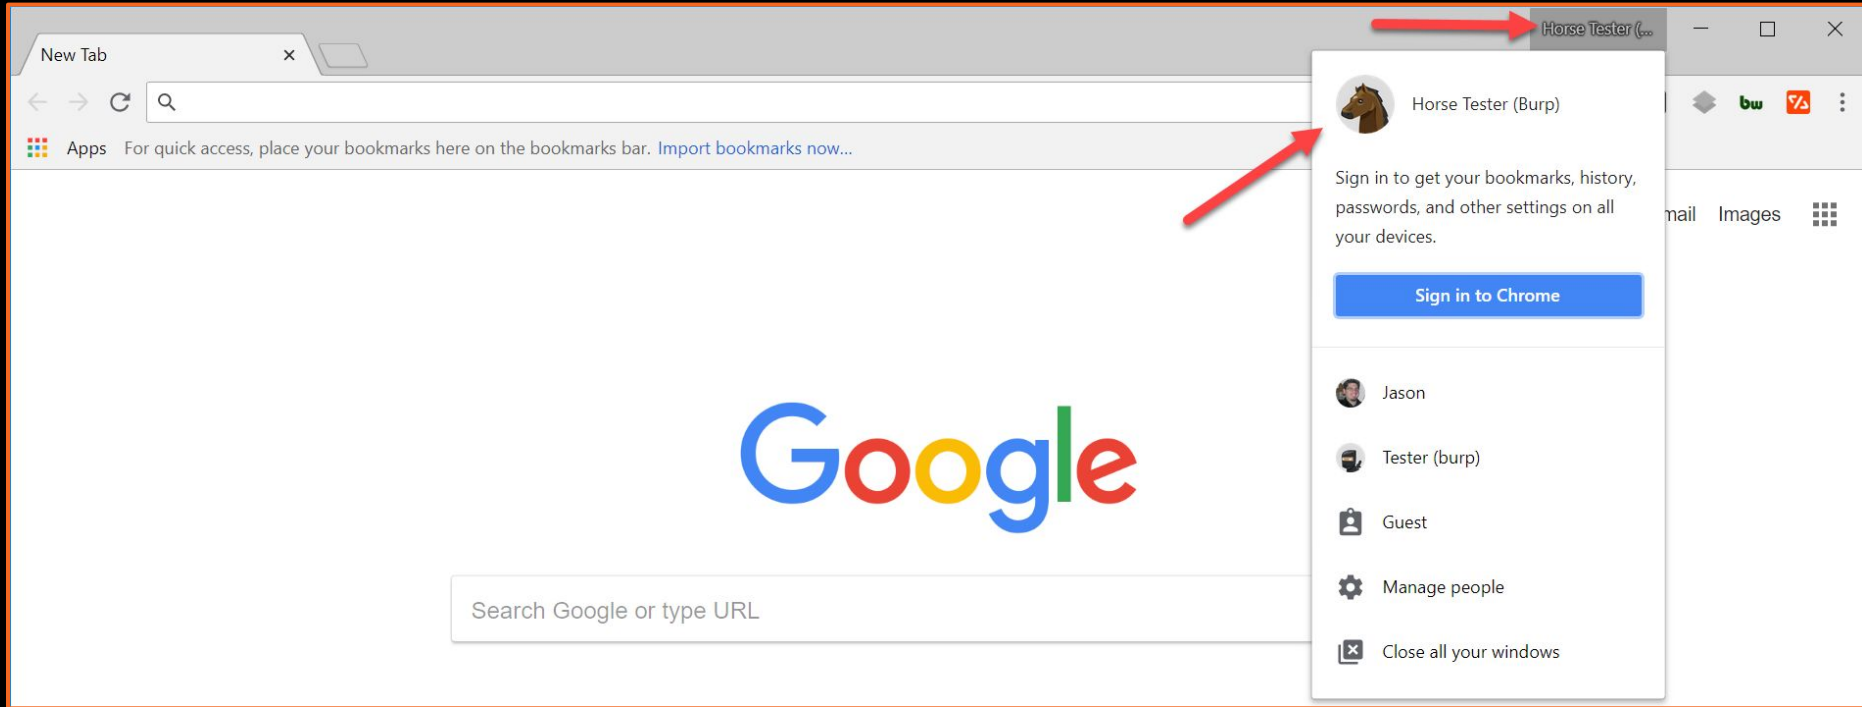 Horse Tester (...
New Tab
Apps For quick access, place your bookmarks here on the bookmarks bar. Import bookmarks now...
bw
Horse Tester (Burp)
Sign in to get your bookmarks, history,
passwords, and other settings on all
your devices.
mail Images
Sign in to Chrome
Jason
Tester (burp)
Guest
Manage people
Close all your windows
Google
Search Google or type URL